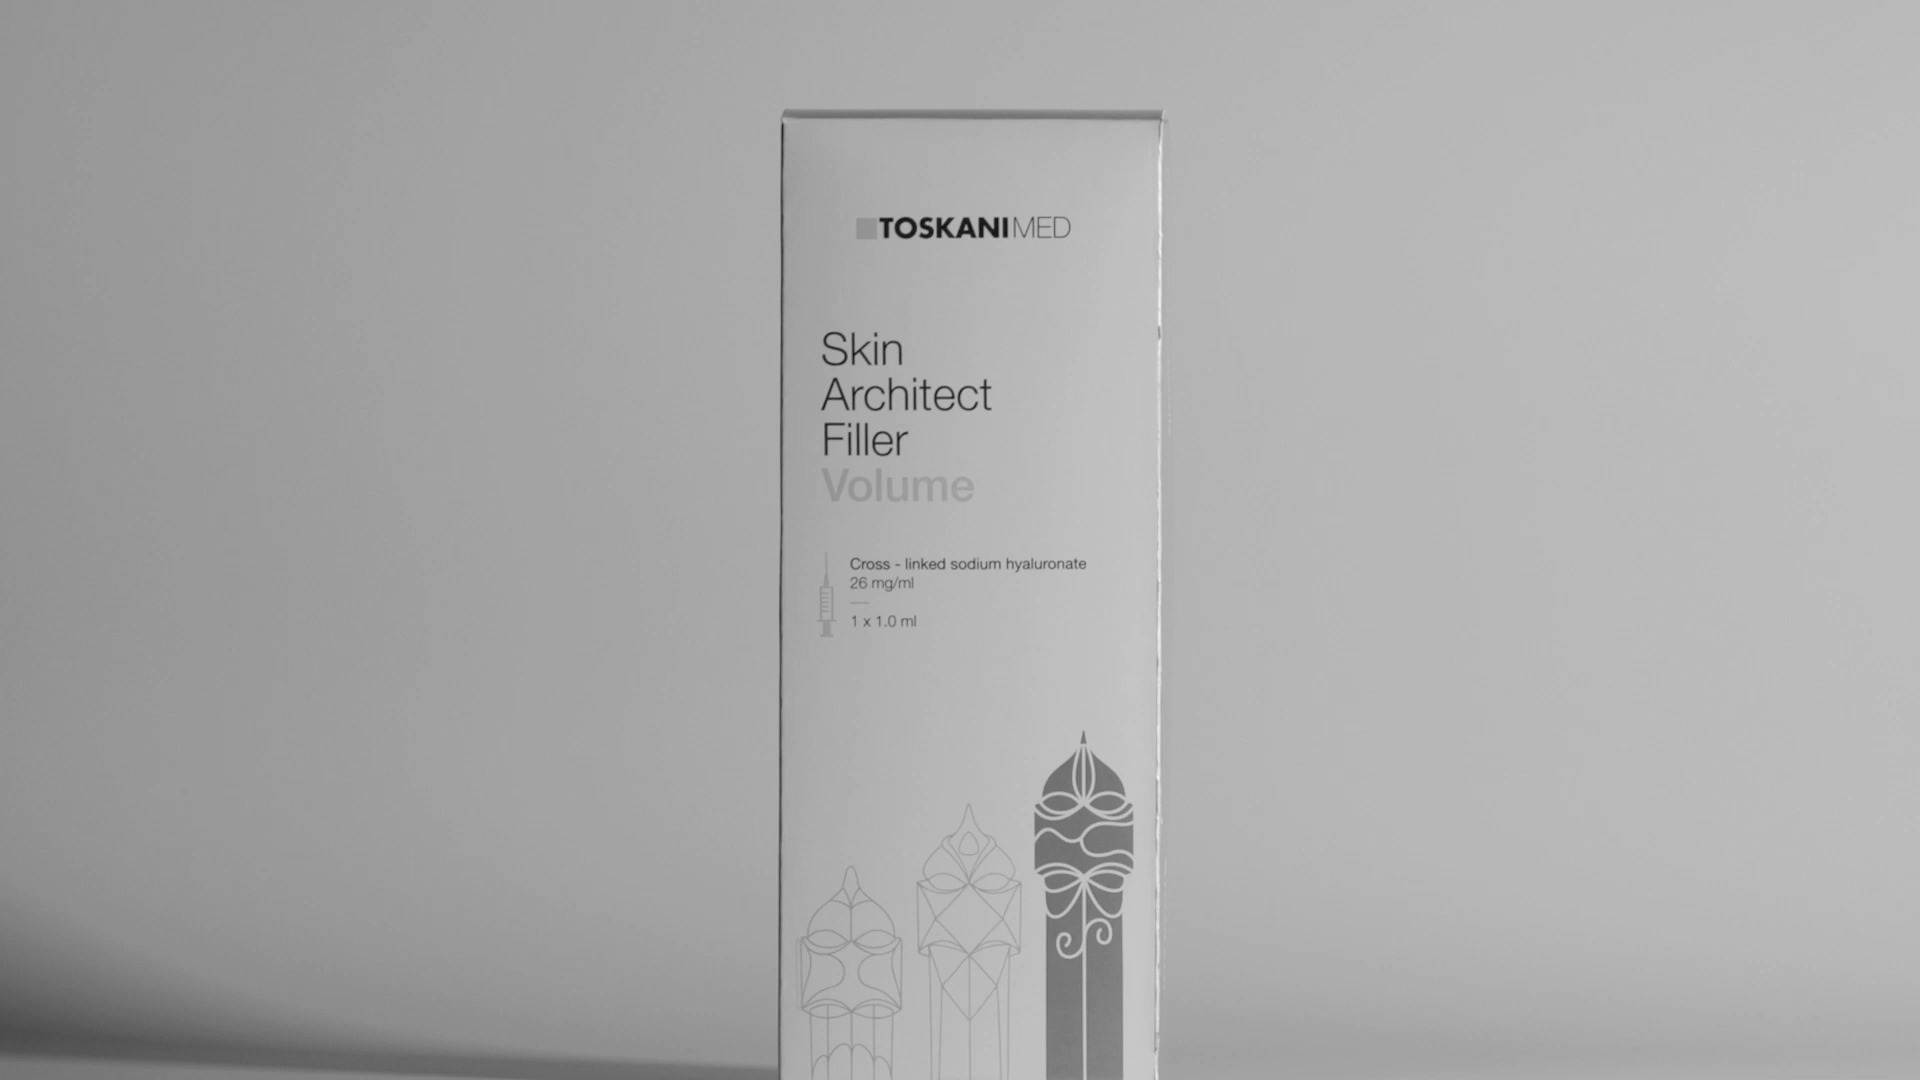 TOSKANIMED
Skin
Architect
Filler
Volume
Cross - linked sodium hyaluronate
26 mg/ml
1 x 1.0 ml